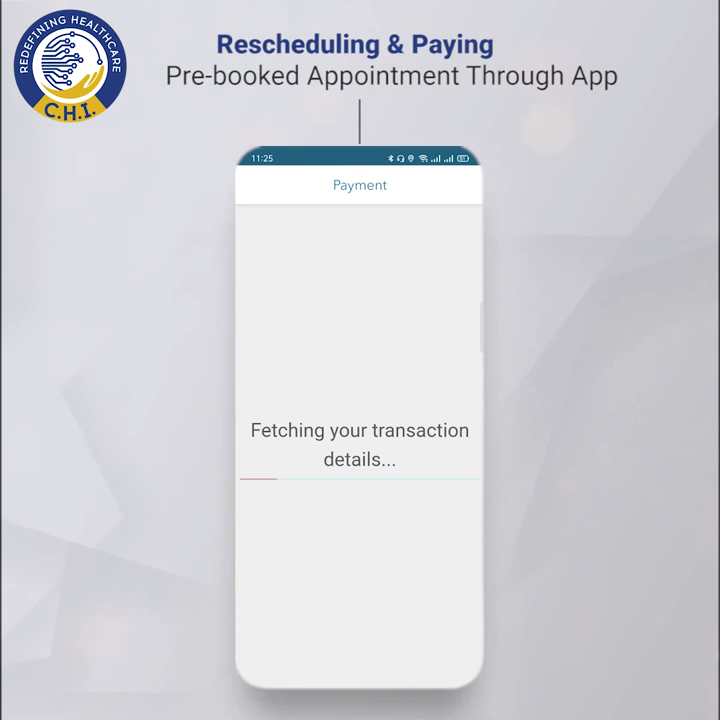 REDEFINING HEALTHCARE
C.H.I.
Rescheduling & Paying
Pre-booked Appointment Through App
11:25
Payment
Fetching your transaction
details...